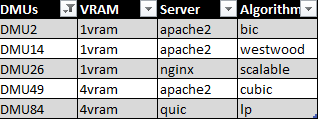 DMUs VRAM Server Algorithm
DMU2 1vram apache2 bic
DMU14 1vram apache2 westwood
DMU26 1vram nginx scalable
DMU49 4vram apache2 cubic
DMU84 4vram quic lp